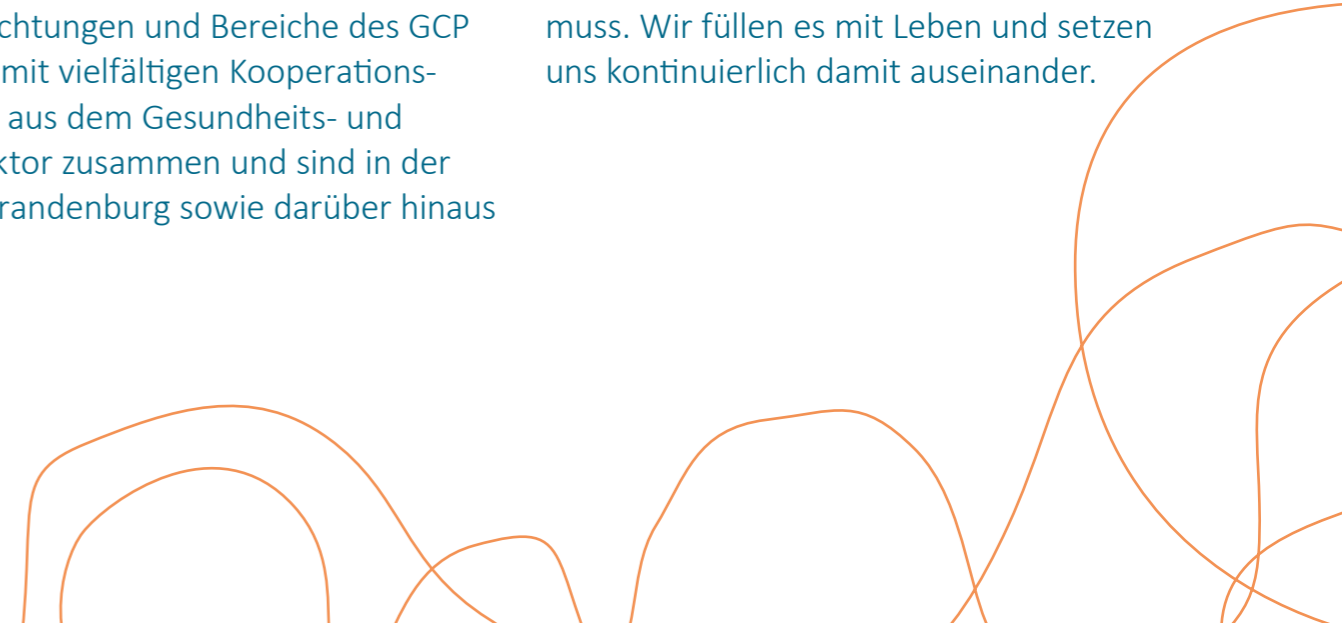 chtungen und Bereiche des GCP
mit vielfältigen Kooperations-
aus dem Gesundheits- und
ktor zusammen und sind in der
randenburg sowie darüber hinaus
muss. Wir füllen es mit Leben und setzen
uns kontinuierlich damit auseinander.